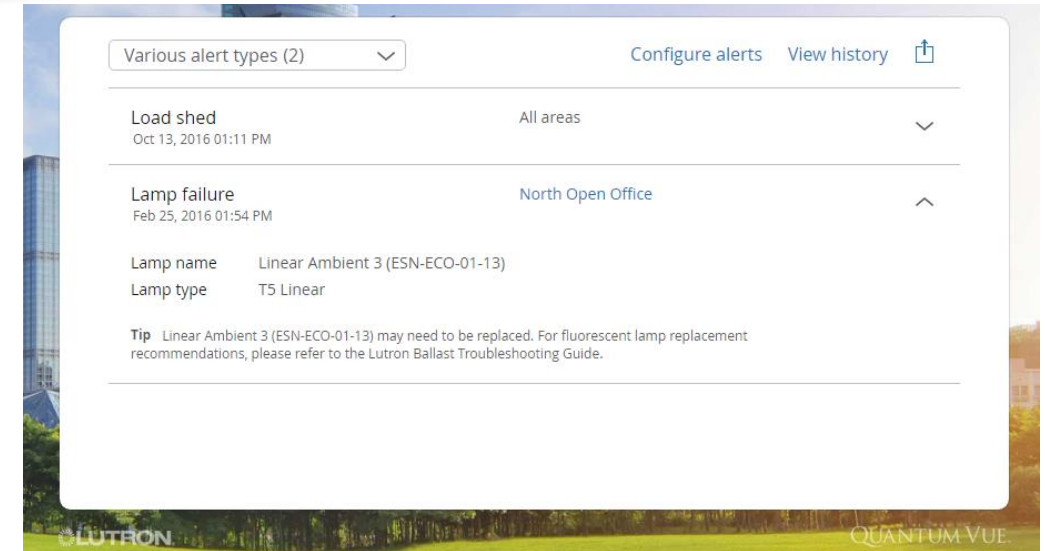 Various alert types (2)
Configure alerts
View history
Load shed
All areas
Oct 13, 2016 01:11 PM
Lamp failure
North Open Office
Feb 25, 2016 01:54 PM
Lamp name Linear Ambient 3 (ESN-ECO-01-13)
Lamp type T5 Linear
Tip Linear Ambient 3 (ESN-ECO-01-13) may need to be replaced. For fluorescent lamp replacement
recommendations, please refer to the Lutron Ballast Troubleshooting Guide.
LUTRON
QUANTUM VUE